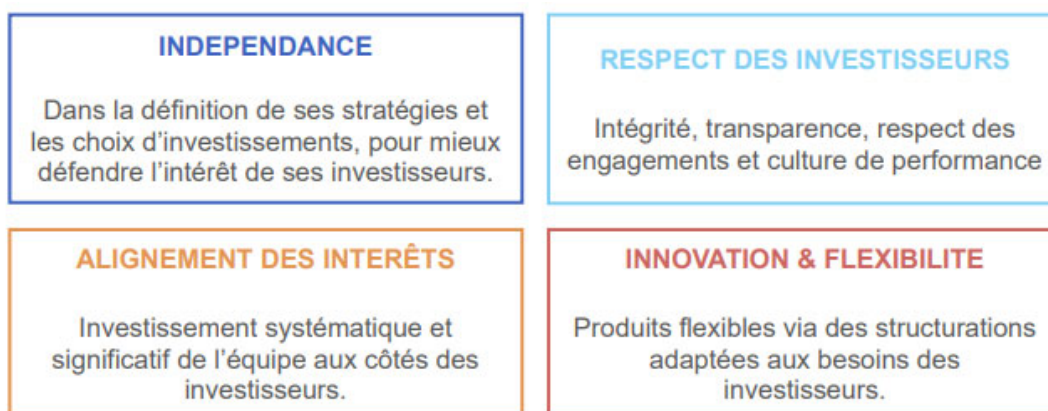 INDEPENDANCE
Dans la définition de ses stratégies et
les choix d’investissements, pour mieux
défendre l’intérêt de ses investisseurs.
RESPECT DES INVESTISSEURS
Intégrité, transparence, respect des
engagements et culture de performance
ALIGNEMENT DES INTERÊTS
Investissement systématique et
significatif de l’équipe aux côtés des
investisseurs.
INNOVATION & FLEXIBILITE
Produits flexibles via des structurations
adaptées aux besoins des
investisseurs.